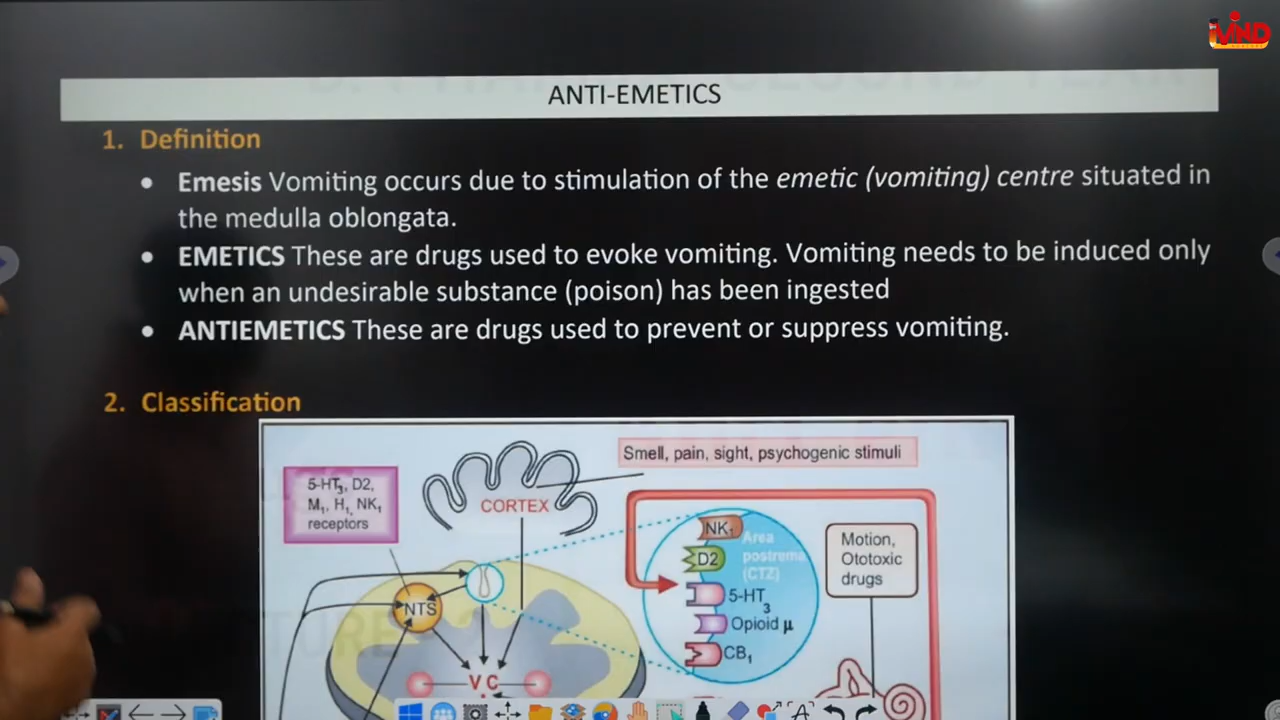 ANTI-EMETICS
1. Definition
• Emesis Vomiting occurs due to stimulation of the emetic (vomiting) centre situated in
the medulla oblongata.
• EMETICS These are drugs used to evoke vomiting. Vomiting needs to be induced only
when an undesirable substance (poison) has been ingested
• ANTIEMETICS These are drugs used to prevent or suppress vomiting.
2. Classification
Smell, pain, sight, psychogenic stimuli
5-HT3, D2,
M1, H1, NK1
receptors
CORTEX
NK1
Area
postrema
(CTZ)
D2
5-HT3
Opioid µ
CB1
Motion,
Ototoxic
drugs
NTS
VC